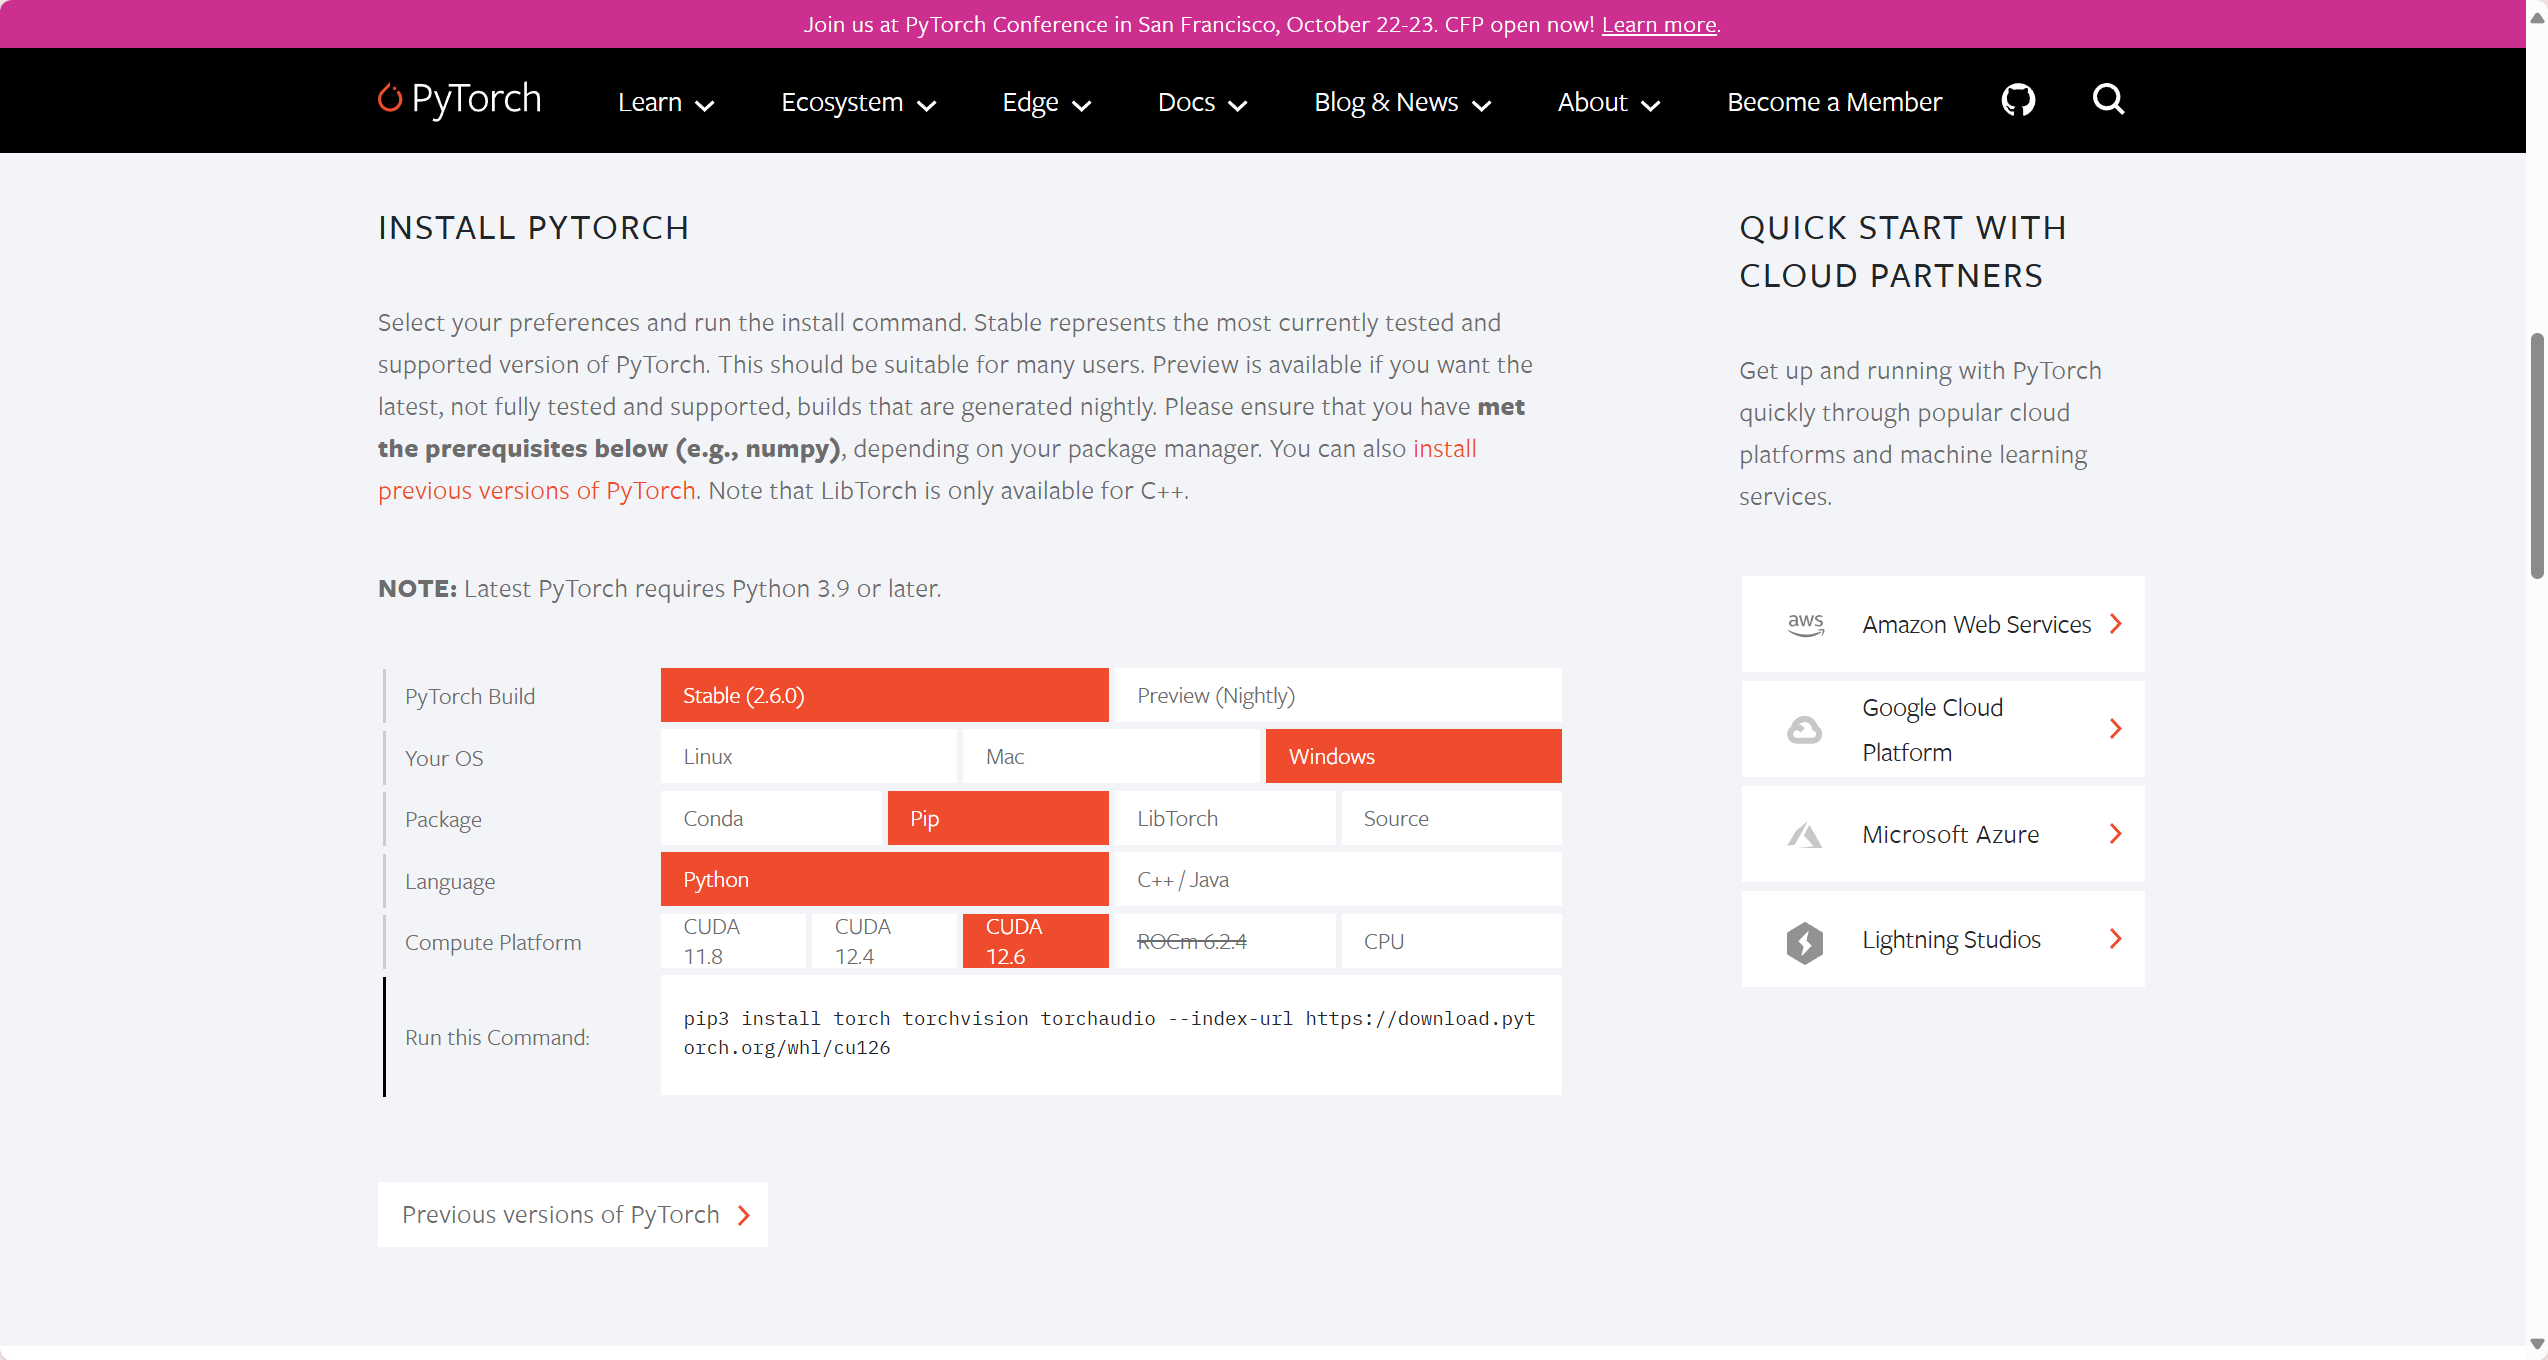 Join us at PyTorch Conference in San Francisco, October 22-23. CFP open now! Learn more.
PyTorch
Learn
Ecosystem
Edge
Docs
Blog & News
About
Become a Member
INSTALL PYTORCH
Select your preferences and run the install command. Stable represents the most currently tested and
supported version of PyTorch. This should be suitable for many users. Preview is available if you want the
latest, not fully tested and supported, builds that are generated nightly. Please ensure that you have met
the prerequisites below (e.g., numpy), depending on your package manager. You can also install
previous versions of PyTorch. Note that LibTorch is only available for C++.
NOTE: Latest PyTorch requires Python 3.9 or later.
PyTorch Build
Stable (2.6.0)
Preview (Nightly)
Your OS
Linux
Mac
Windows
Package
Conda
Pip
LibTorch
Source
Language
Python
C++ / Java
Compute Platform
CUDA
11.8
CUDA
12.4
CUDA
12.6
ROCm 6.2.4
CPU
Run this Command:
pip3 install torch torchvision torchaudio --index-url https://download.pyt
orch.org/whl/cu126
Previous versions of PyTorch
QUICK START WITH
CLOUD PARTNERS
Get up and running with PyTorch
quickly through popular cloud
platforms and machine learning
services.
aws
Amazon Web Services
Google Cloud
Platform
Microsoft Azure
Lightning Studios